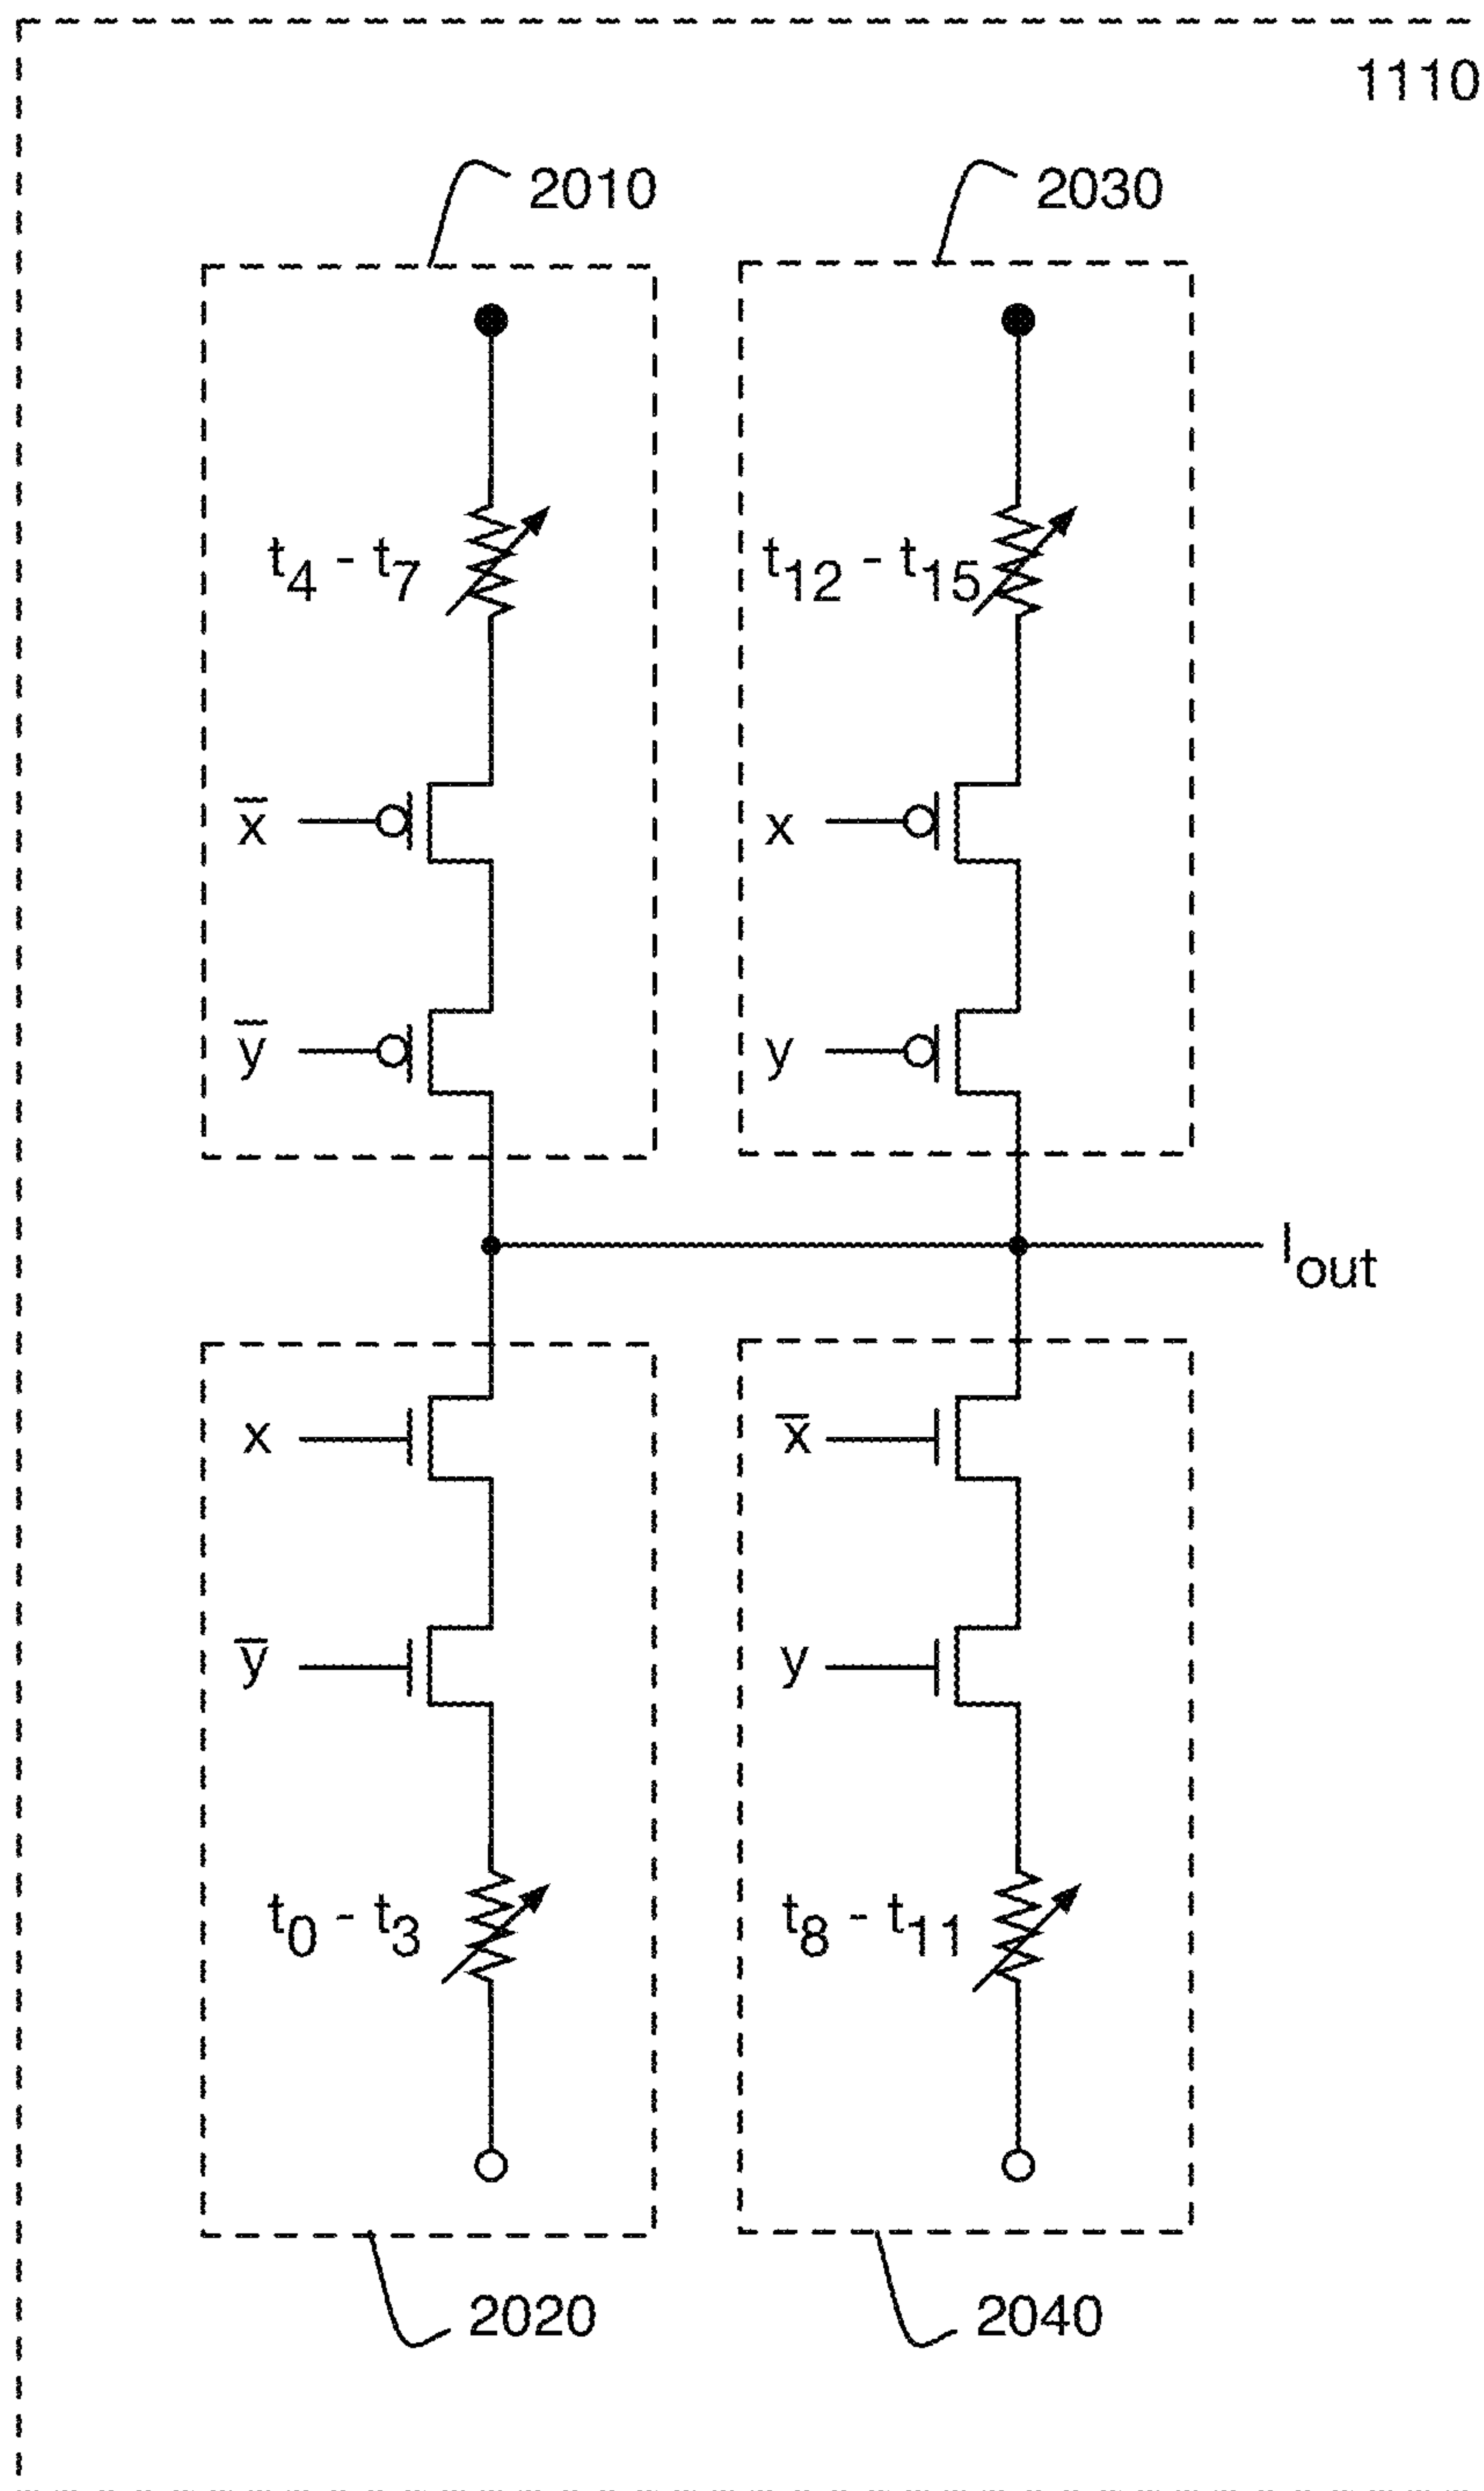 1110
2010
2030
t4 - t7
t12 - t15
x̅
x
y̅
y
Iout
x
x̅
y̅
y
t0 - t3
t8 - t11
2020
2040